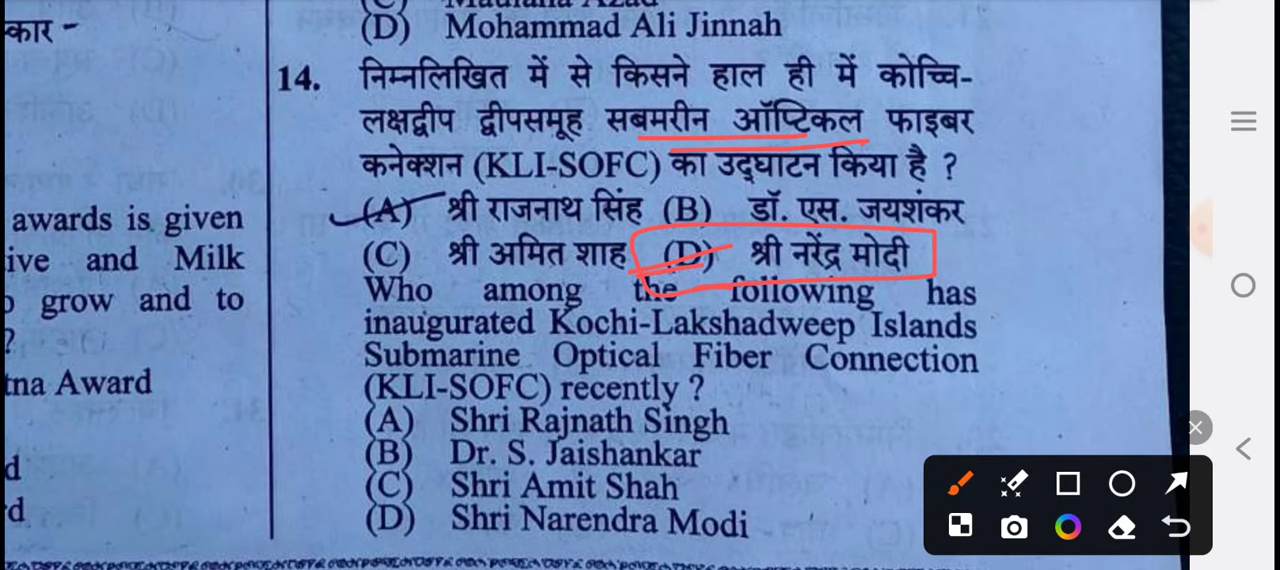 कार -
awards is given
ive and Milk
o grow and to
?
tna Award
d
rd
(C) Maulana Azad
(D) Mohammad Ali Jinnah
14. निम्नलिखित में से किसने हाल ही में कोच्चि-
लक्षद्वीप द्वीपसमूह सबमरीन ऑप्टिकल फाइबर
कनेक्शन (KLI-SOFC) का उद्घाटन किया है ?
(A) श्री राजनाथ सिंह (B) डॉ. एस. जयशंकर
(C) श्री अमित शाह (D) श्री नरेंद्र मोदी
Who among the following has
inaugurated Kochi-Lakshadweep Islands
Submarine Optical Fiber Connection
(KLI-SOFC) recently ?
(A) Shri Rajnath Singh
(B) Dr. S. Jaishankar
(C) Shri Amit Shah
(D) Shri Narendra Modi